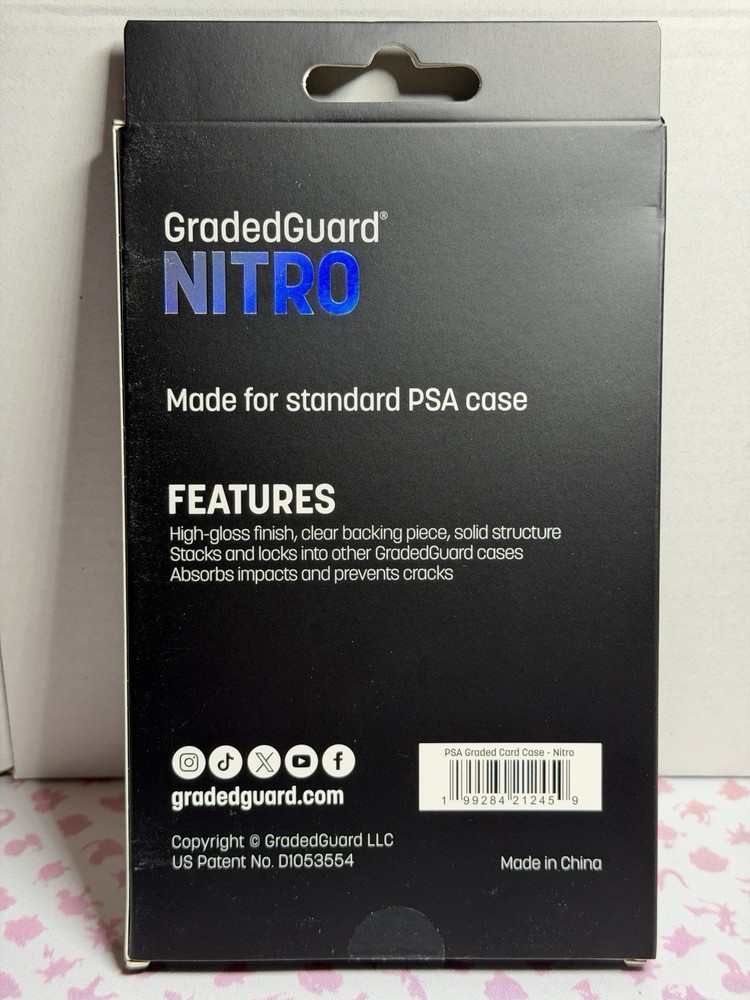 GradedGuard®
NITRO
Made for standard PSA case
FEATURES
High-gloss finish, clear backing piece, solid structure
Stacks and locks into other GradedGuard cases
Absorbs impacts and prevents cracks
gradedguard.com
PSA Graded Card Case - Nitro
1 99284 21245 9
Copyright © GradedGuard LLC
US Patent No. D1053554
Made in China